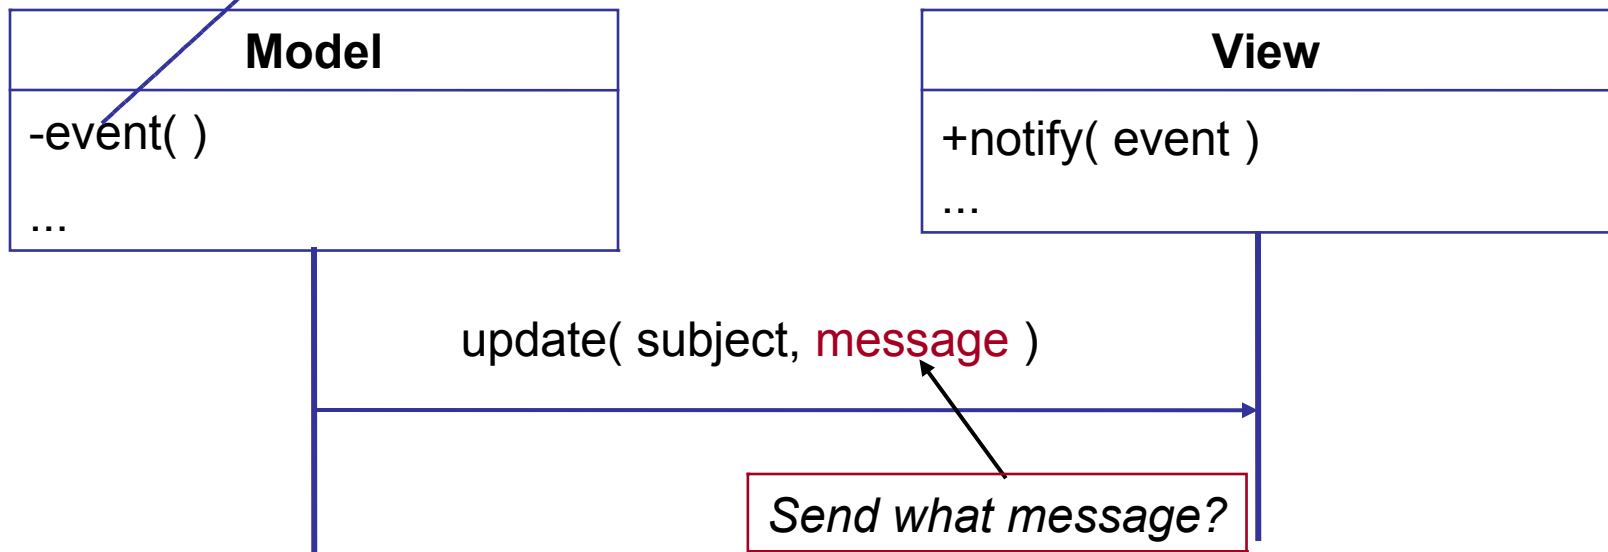 Model
View
-event( )
+notify( event )
...
...
update( subject, message )
Send what message?